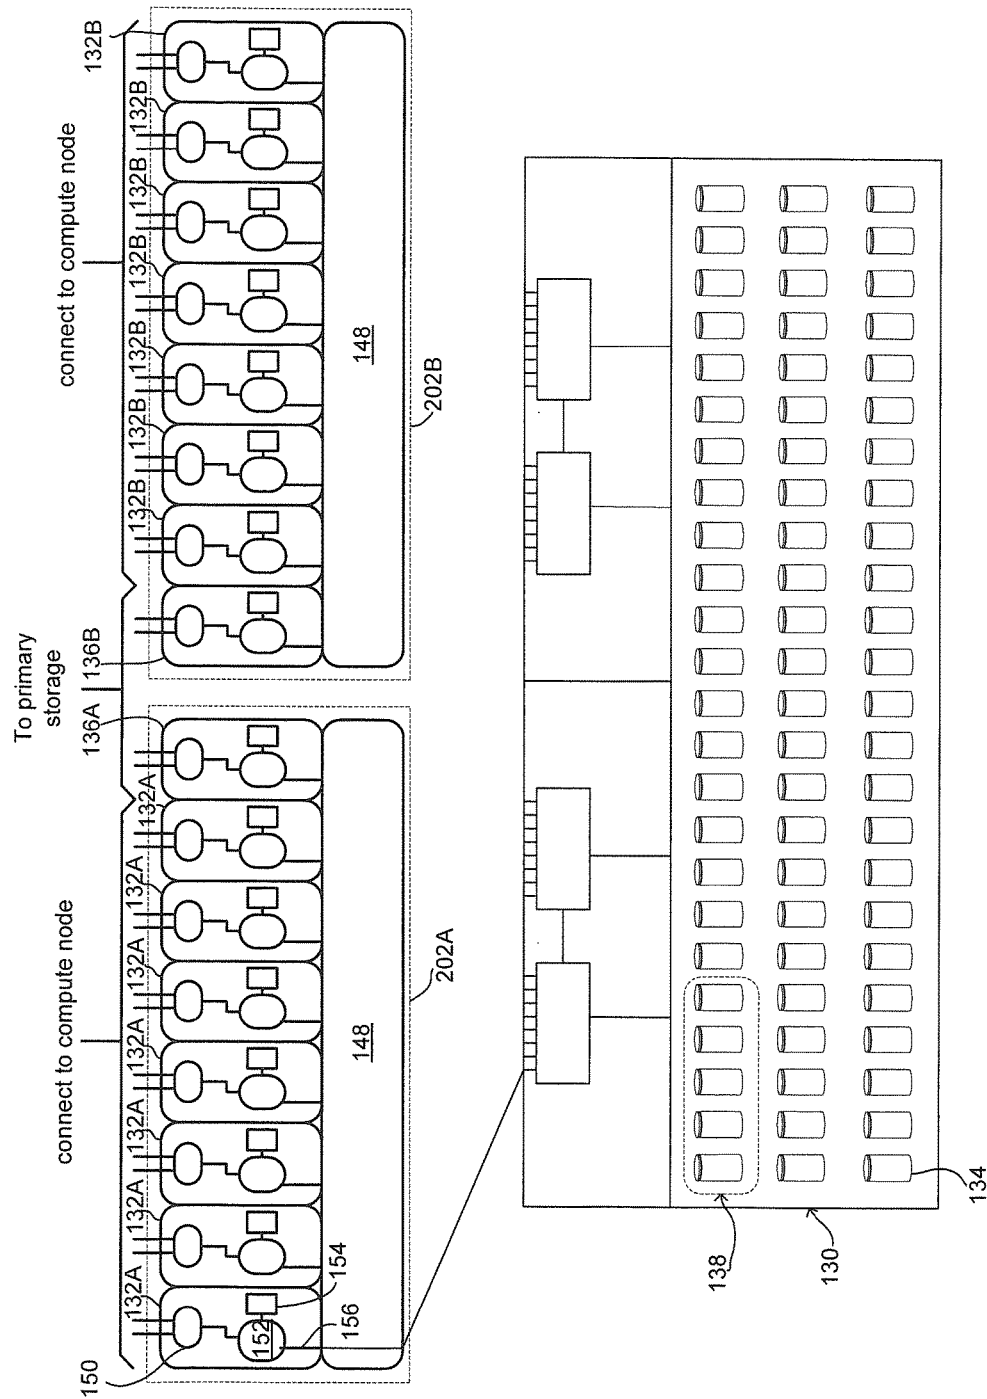 To primary
storage
connect to compute node
connect to compute node
150
132A
132A
132A
132A
132A
132A
132A
136A
136B
132B
132B
132B
132B
132B
132B
132B
152
154
156
148
148
202A
202B
138
130
134